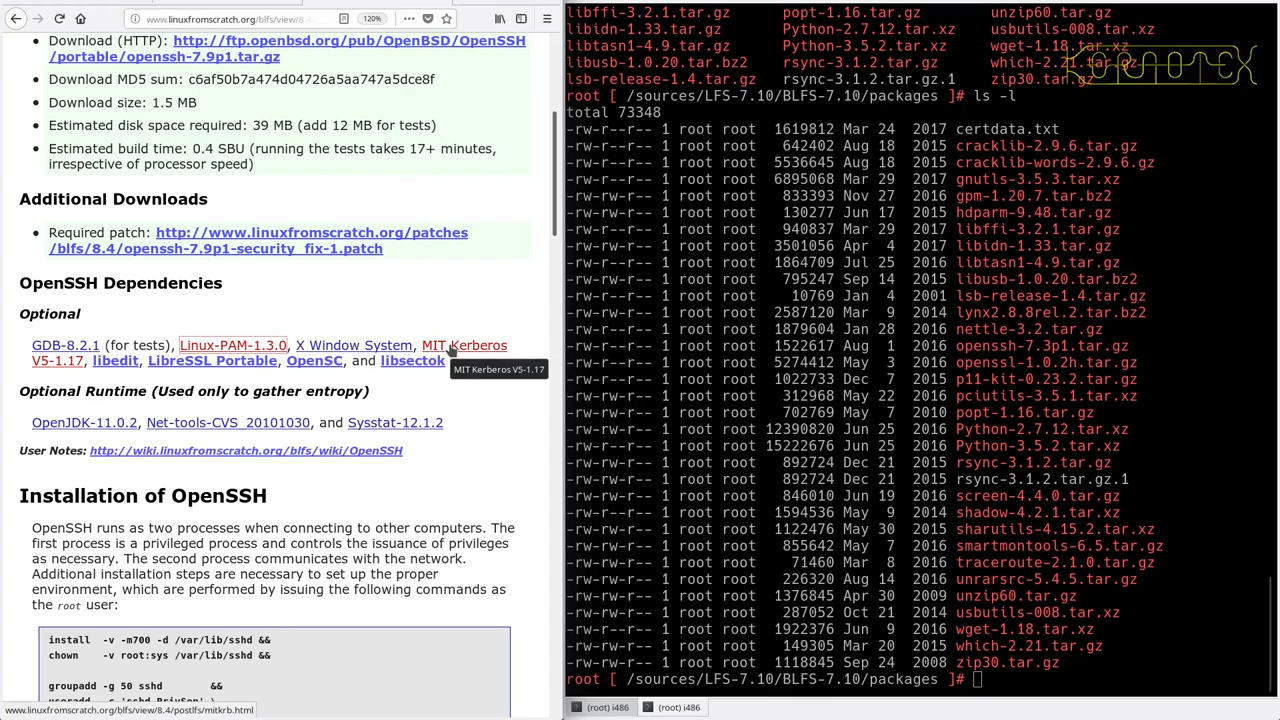 www.linuxfromscratch.org/blfs/view/8.4
120%
Download (HTTP): http://ftp.openbsd.org/pub/OpenBSD/OpenSSH
/portable/openssh-7.9p1.tar.gz
Download MD5 sum: c6af50b7a474d04726a5aa747a5dce8f
Download size: 1.5 MB
Estimated disk space required: 39 MB (add 12 MB for tests)
Estimated build time: 0.4 SBU (running the tests takes 17+ minutes,
irrespective of processor speed)
Additional Downloads
Required patch: http://www.linuxfromscratch.org/patches
/blfs/8.4/openssh-7.9p1-security_fix-1.patch
OpenSSH Dependencies
Optional
GDB-8.2.1 (for tests), Linux-PAM-1.3.0, X Window System, MIT Kerberos
V5-1.17, libedit, LibreSSL Portable, OpenSC, and libsectok
MIT Kerberos V5-1.17
Optional Runtime (Used only to gather entropy)
OpenJDK-11.0.2, Net-tools-CVS_20101030, and Sysstat-12.1.2
User Notes: http://wiki.linuxfromscratch.org/blfs/wiki/OpenSSH
Installation of OpenSSH
OpenSSH runs as two processes when connecting to other computers. The
first process is a privileged process and controls the issuance of privileges
as necessary. The second process communicates with the network.
Additional installation steps are necessary to set up the proper
environment, which are performed by issuing the following commands as
the root user:
install -v -m700 -d /var/lib/sshd &&
chown -v root:sys /var/lib/sshd &&
groupadd -g 50 sshd &&
useradd -c 'sshd PrivSep' \
www.linuxfromscratch.org/blfs/view/8.4/postlfs/mitkrb.html
libffi-3.2.1.tar.gz popt-1.16.tar.gz unzip60.tar.gz
libidn-1.33.tar.gz Python-2.7.12.tar.xz usbutils-008.tar.xz
libtasn1-4.9.tar.gz Python-3.5.2.tar.xz wget-1.18.tar.xz
libusb-1.0.20.tar.bz2 rsync-3.1.2.tar.gz which-2.21.tar.gz
lsb-release-1.4.tar.gz rsync-3.1.2.tar.gz.1 zip30.tar.gz
KORNOTEX
root [ /sources/LFS-7.10/BLFS-7.10/packages ]# ls -l
total 73348
-rw-r--r-- 1 root root 1619812 Mar 24 2017 certdata.txt
-rw-r--r-- 1 root root 642402 Aug 18 2015 cracklib-2.9.6.tar.gz
-rw-r--r-- 1 root root 5536645 Aug 18 2015 cracklib-words-2.9.6.gz
-rw-r--r-- 1 root root 6895068 Mar 29 2017 gnutls-3.5.3.tar.xz
-rw-r--r-- 1 root root 833393 Nov 27 2016 gpm-1.20.7.tar.bz2
-rw-r--r-- 1 root root 130277 Jun 17 2015 hdparm-9.48.tar.gz
-rw-r--r-- 1 root root 940837 Mar 29 2017 libffi-3.2.1.tar.gz
-rw-r--r-- 1 root root 3501056 Apr 4 2017 libidn-1.33.tar.gz
-rw-r--r-- 1 root root 1864709 Jul 25 2016 libtasn1-4.9.tar.gz
-rw-r--r-- 1 root root 795247 Sep 14 2015 libusb-1.0.20.tar.bz2
-rw-r--r-- 1 root root 10769 Jan 4 2001 lsb-release-1.4.tar.gz
-rw-r--r-- 1 root root 2587120 Mar 9 2014 lynx2.8.8rel.2.tar.bz2
-rw-r--r-- 1 root root 1879604 Jan 28 2016 nettle-3.2.tar.gz
-rw-r--r-- 1 root root 1522617 Aug 1 2016 openssh-7.3p1.tar.gz
-rw-r--r-- 1 root root 5274412 May 3 2016 openssl-1.0.2h.tar.gz
-rw-r--r-- 1 root root 1022733 Dec 7 2015 p11-kit-0.23.2.tar.gz
-rw-r--r-- 1 root root 312968 May 22 2016 pciutils-3.5.1.tar.xz
-rw-r--r-- 1 root root 702769 May 7 2010 popt-1.16.tar.gz
-rw-r--r-- 1 root root 12390820 Jun 25 2016 Python-2.7.12.tar.xz
-rw-r--r-- 1 root root 15222676 Jun 25 2016 Python-3.5.2.tar.xz
-rw-r--r-- 1 root root 892724 Dec 21 2015 rsync-3.1.2.tar.gz
-rw-r--r-- 1 root root 892724 Dec 21 2015 rsync-3.1.2.tar.gz.1
-rw-r--r-- 1 root root 846010 Jun 19 2016 screen-4.4.0.tar.gz
-rw-r--r-- 1 root root 1594536 May 9 2014 shadow-4.2.1.tar.xz
-rw-r--r-- 1 root root 1122476 May 30 2015 sharutils-4.15.2.tar.xz
-rw-r--r-- 1 root root 855642 May 7 2016 smartmontools-6.5.tar.gz
-rw-r--r-- 1 root root 71460 Mar 8 2016 traceroute-2.1.0.tar.gz
-rw-r--r-- 1 root root 226320 Aug 14 2016 unrarsrc-5.4.5.tar.gz
-rw-r--r-- 1 root root 1376845 Apr 30 2009 unzip60.tar.gz
-rw-r--r-- 1 root root 287052 Oct 21 2014 usbutils-008.tar.xz
-rw-r--r-- 1 root root 1922376 Jun 9 2016 wget-1.18.tar.xz
-rw-r--r-- 1 root root 149305 Mar 20 2015 which-2.21.tar.gz
-rw-r--r-- 1 root root 1118845 Sep 24 2008 zip30.tar.gz
root [ /sources/LFS-7.10/BLFS-7.10/packages ]#
(root) i486 (root) i486